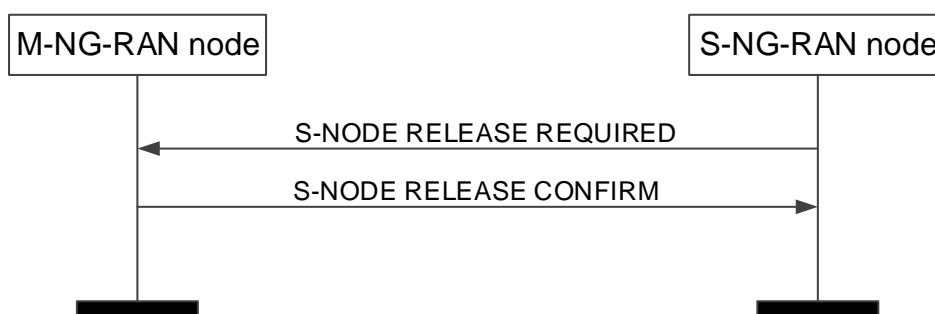 M-NG-RAN node
S-NG-RAN node
S-NODE RELEASE REQUIRED
S-NODE RELEASE CONFIRM